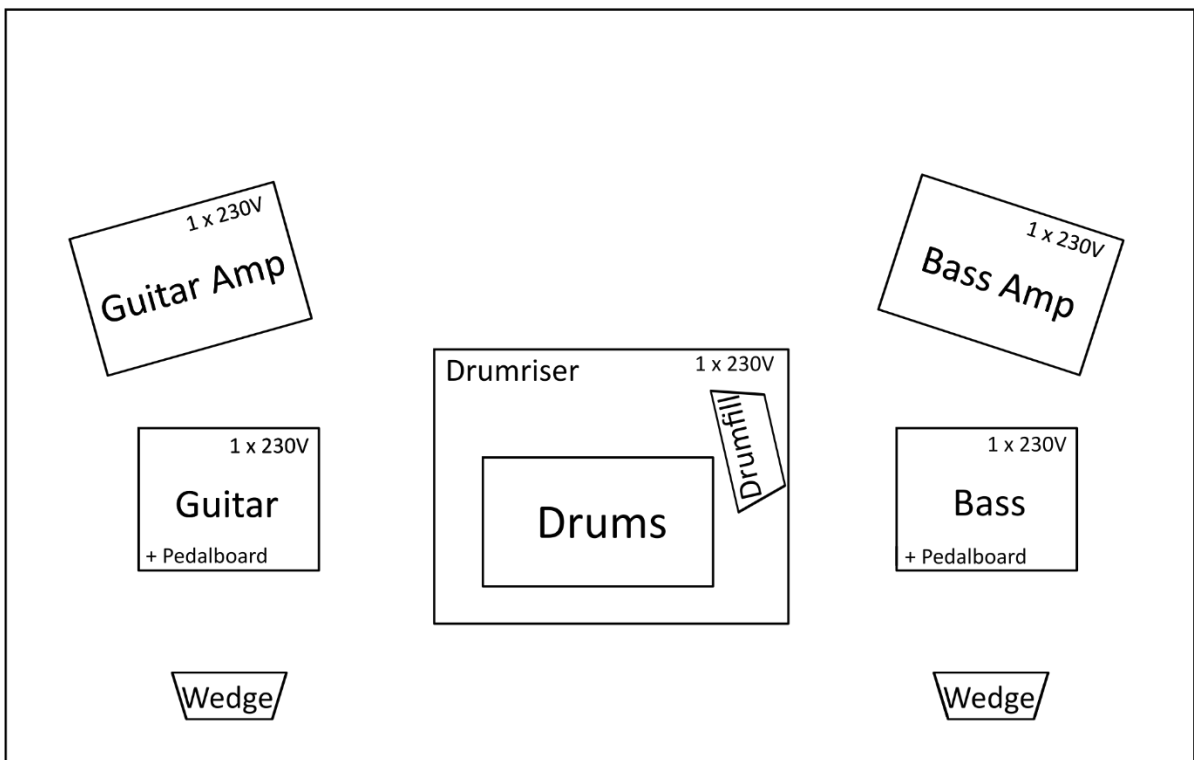 1 x 230V
Guitar Amp
1 x 230V
Bass Amp
Drumriser
1 x 230V
Drumfill
Drums
1 x 230V
Guitar
+ Pedalboard
1 x 230V
Bass
+ Pedalboard
Wedge
Wedge